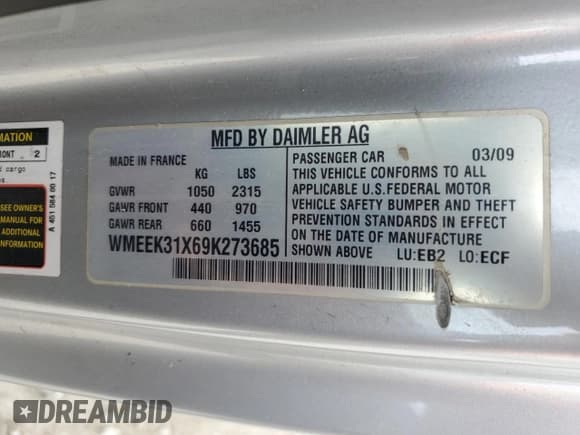 MATION
RONT 2
cargo
SEE OWNER'S
MANUAL FOR
ADDITIONAL
INFORMATION
A 451 584 00 17
MFD BY DAIMLER AG
MADE IN FRANCE
KG LBS
GVWR 1050 2315
GAWR FRONT 440 970
GAWR REAR 660 1455
WMEEK31X69K273685
PASSENGER CAR 03/09
THIS VEHICLE CONFORMS TO ALL
APPLICABLE U.S. FEDERAL MOTOR
VEHICLE SAFETY BUMPER AND THEFT
PREVENTION STANDARDS IN EFFECT
ON THE DATE OF MANUFACTURE
SHOWN ABOVE LU:EB2 LO:ECF
DREAMBID